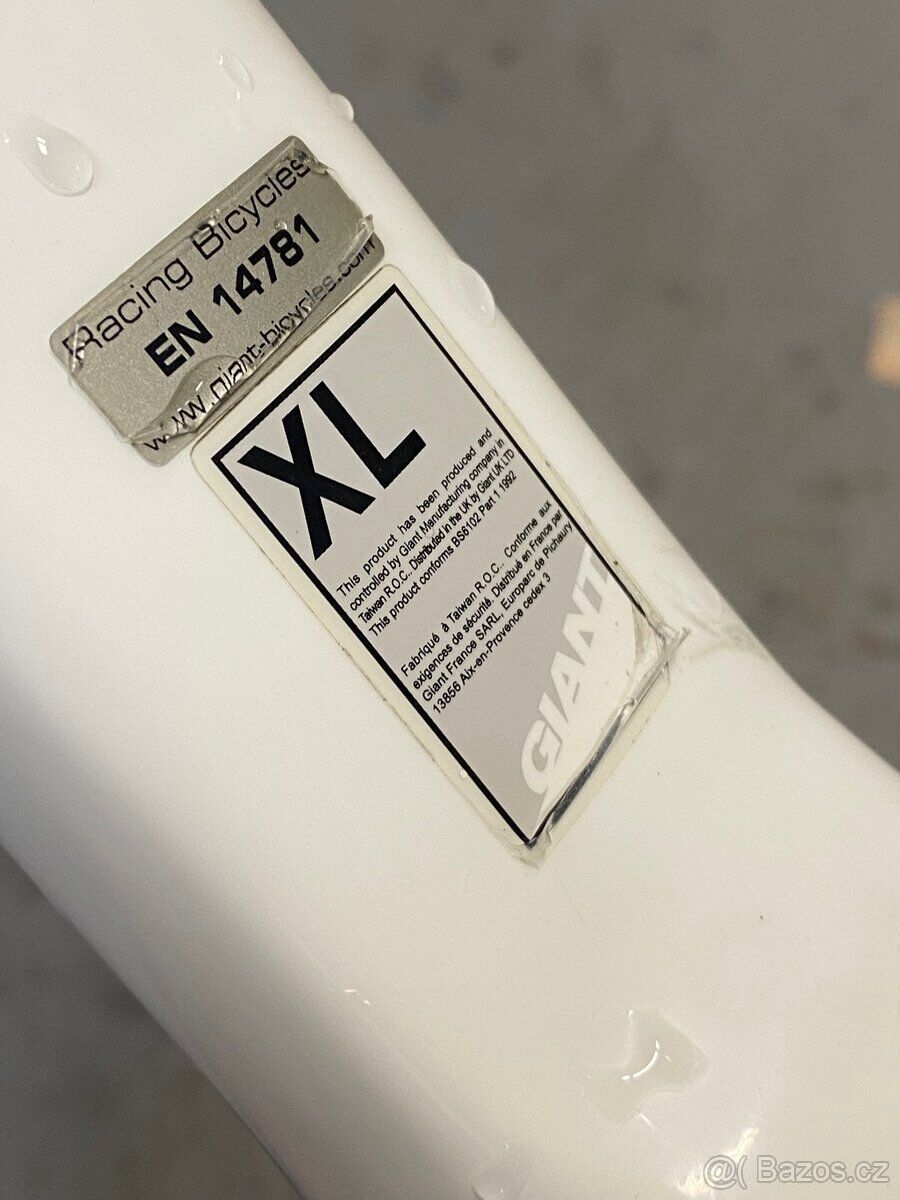 Racing Bicycles
EN 14781
www.giant-bicycles.com
XL
This product has been produced and
controlled by Giant Manufacturing company in
Taiwan R.O.C.. Distributed in the UK by Giant UK LTD
This product conforms BS6102 Part 1 1992
Fabriqué à Taiwan R.O.C.. Conforme aux
exigences de sécurité. Distribué en France par
Giant France SARL, Europarc de Pichaury
13856 Aix-en-Provence cedex 3
GIANT
@( Bazos.cz